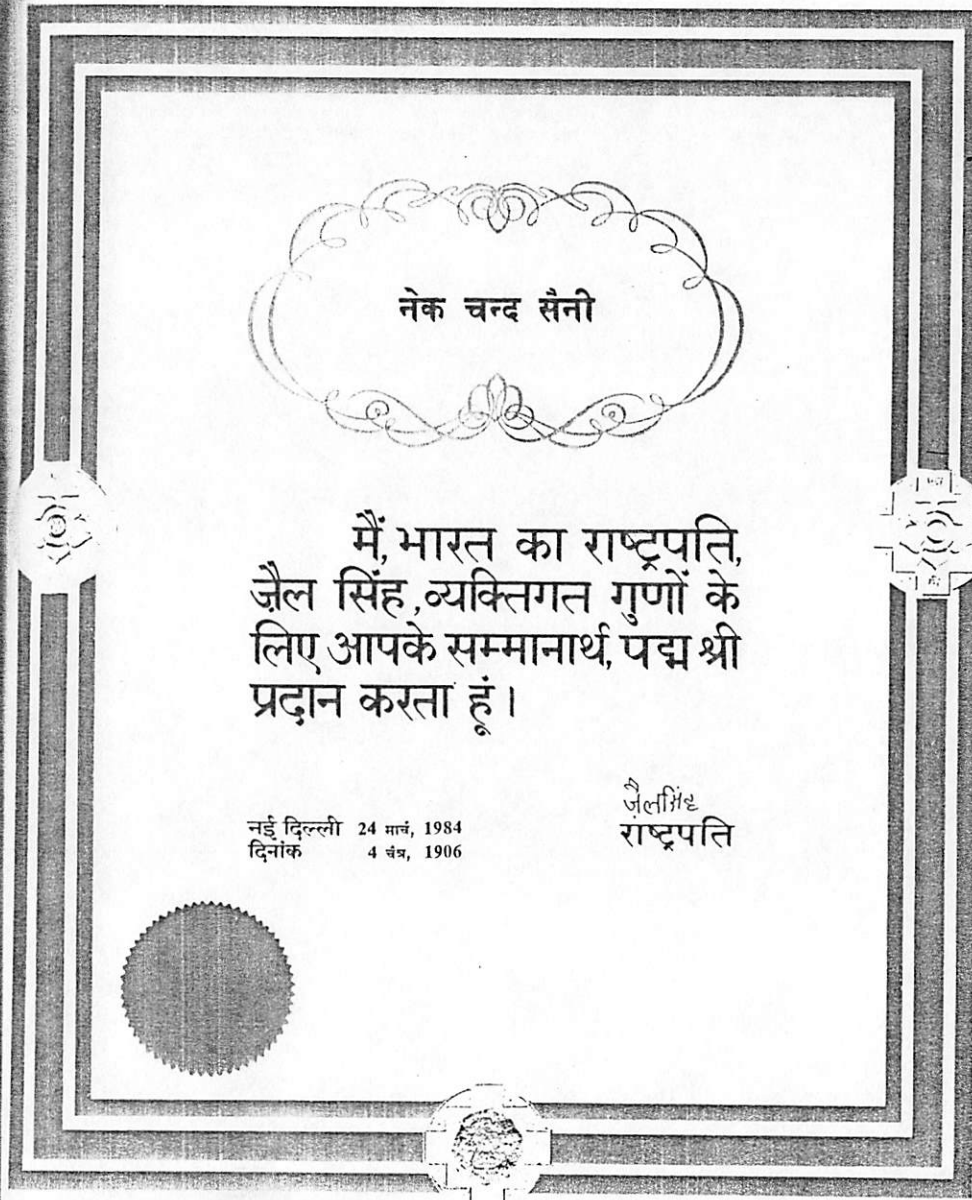 नेक चन्द सैनी
मैं, भारत का राष्ट्रपति,
ज़ैल सिंह, व्यक्तिगत गुणों के
लिए आपके सम्मानार्थ, पद्म श्री
प्रदान करता हूं।
ज़ैलसिंह
नई दिल्ली 24 मार्च, 1984
राष्ट्रपति
दिनांक 4 चैत्र, 1906